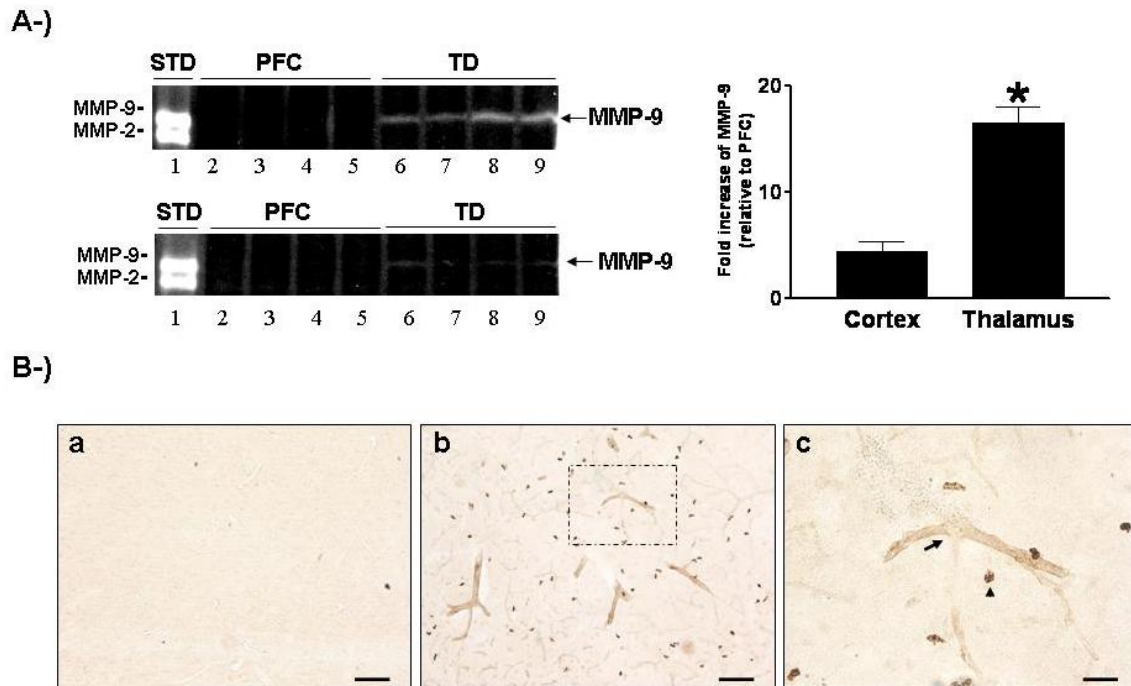 A-)
STD PFC TD
MMP-9-
MMP-2-
←MMP-9
1 2 3 4 5 6 7 8 9
STD PFC TD
MMP-9-
MMP-2-
←MMP-9
1 2 3 4 5 6 7 8 9
Fold increase of MMP-9
(relative to PFC)
20
10
0
*
Cortex Thalamus
B-)
a
b
c